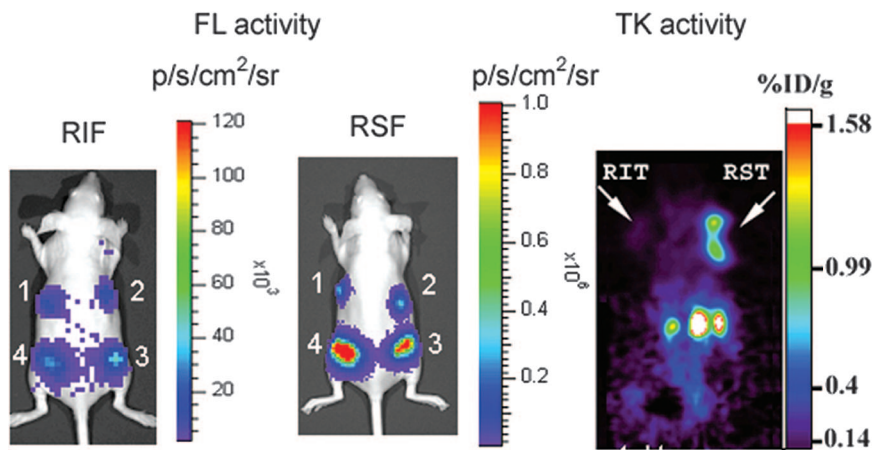 FL activity
TK activity
p/s/cm²/sr
p/s/cm²/sr
%ID/g
RIF
RSF
120
100
80
60
40
20
x10³
1.0
0.8
0.6
0.4
0.2
x10⁶
1.58
0.99
0.4
0.14
RIT
RST
1
2
4
3
1
2
4
3